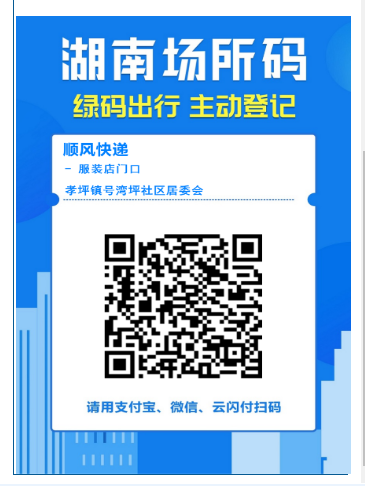 湖南场所码
绿码出行 主动登记
顺风快递
- 服装店门口
孝坪镇号湾坪社区居委会
请用支付宝、微信、云闪付扫码